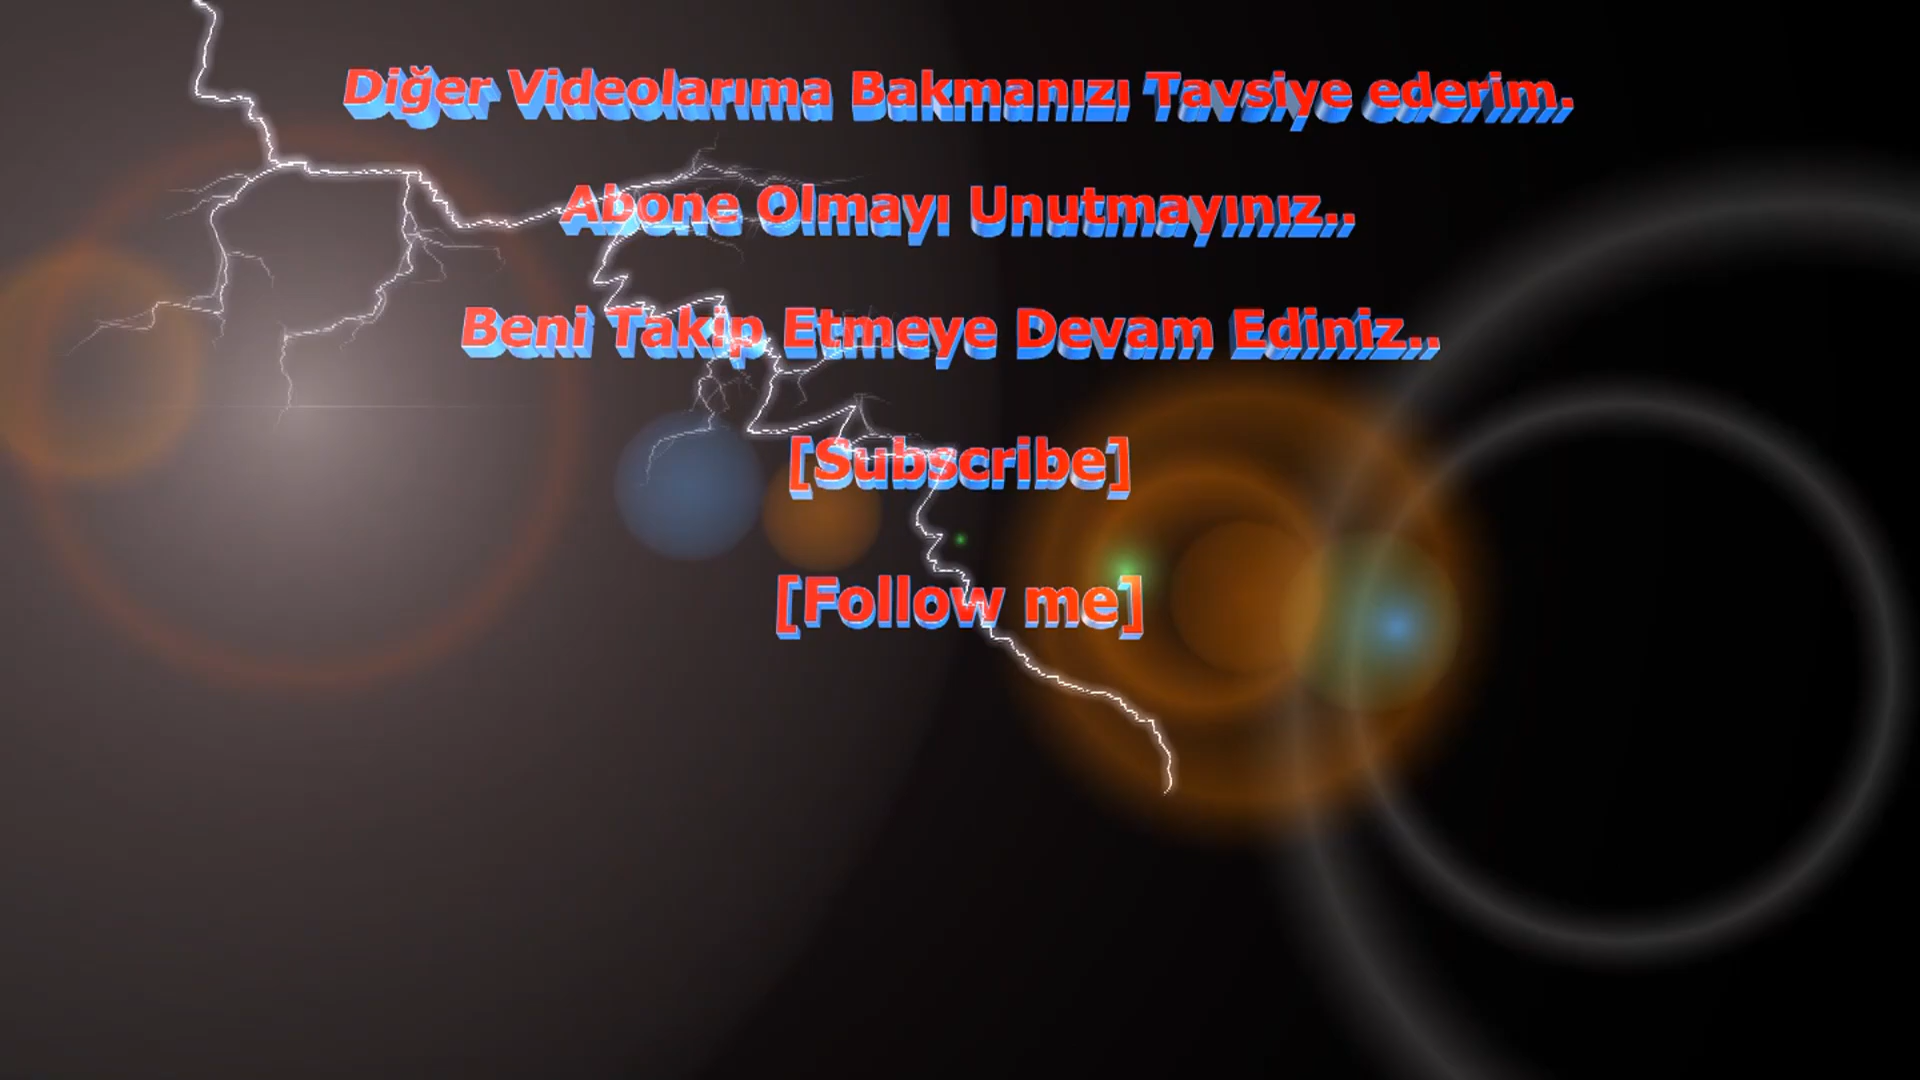 Diğer Videolarıma Bakmanızı Tavsiye ederim.
Abone Olmayı Unutmayınız..
Beni Takip Etmeye Devam Ediniz..
[Subscribe]
[Follow me]